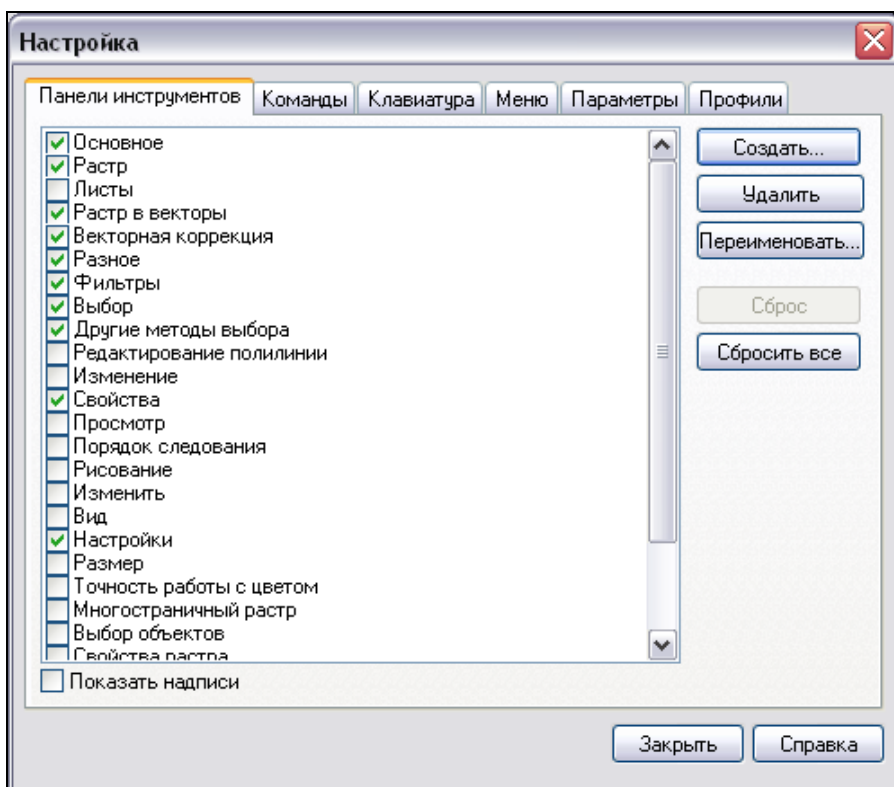 Настройка
Панели инструментов Команды Клавиатура Меню Параметры Профили
Основное
Растр
Листы
Растр в векторы
Векторная коррекция
Разное
Фильтры
Выбор
Другие методы выбора
Редактирование полилинии
Изменение
Свойства
Просмотр
Порядок следования
Рисование
Изменить
Вид
Настройки
Размер
Точность работы с цветом
Многостраничный растр
Выбор объектов
Свойства растра
Создать...
Удалить
Переименовать...
Сброс
Сбросить все
Показать надписи
Закрыть Справка